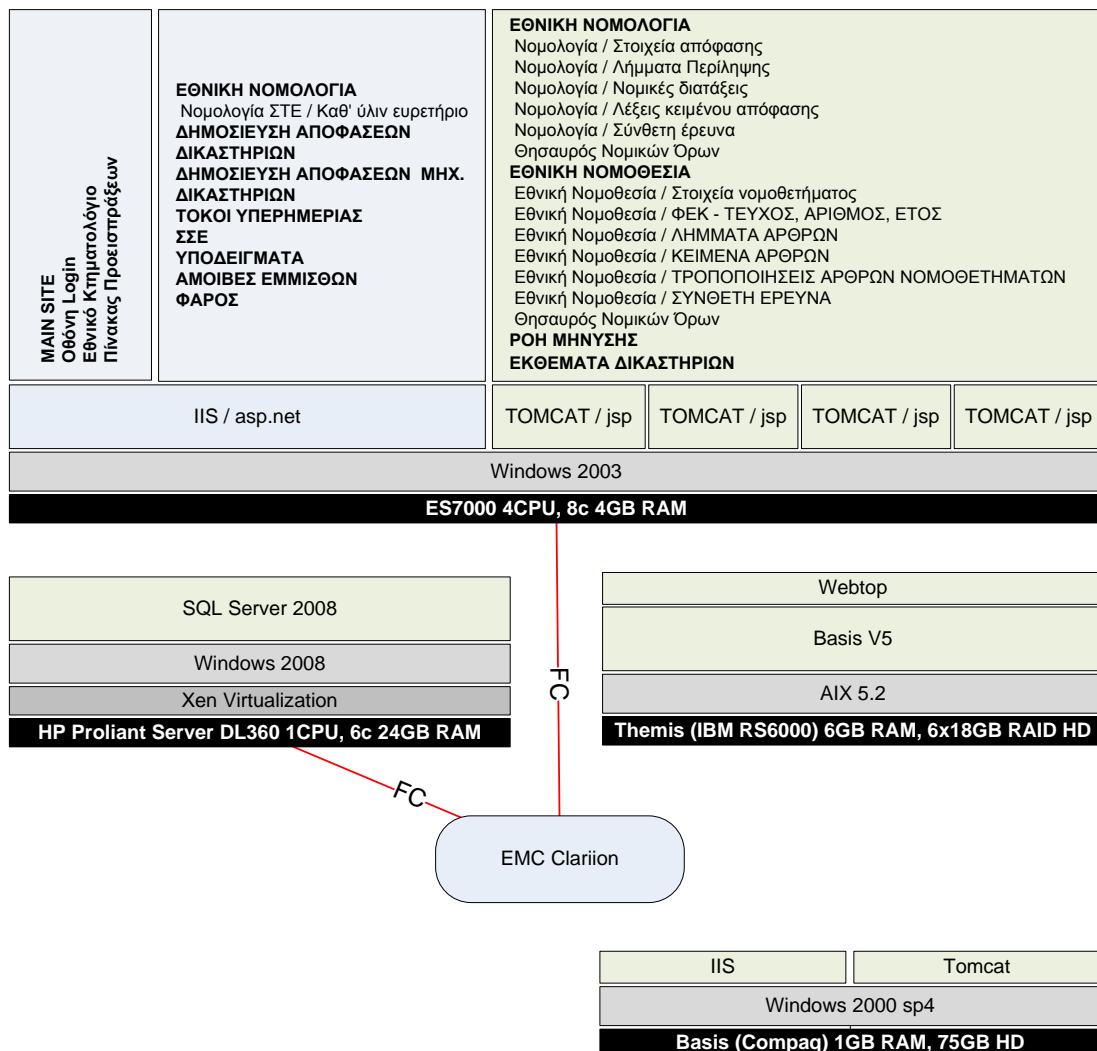 MAIN SITE
Οθόνη Login
Εθνικό Κτηματολόγιο
Πίνακας Προεισπράξεων
ΕΘΝΙΚΗ ΝΟΜΟΛΟΓΙΑ
Νομολογία ΣΤΕ / Καθ' ύλιν ευρετήριο
ΔΗΜΟΣΙΕΥΣΗ ΑΠΟΦΑΣΕΩΝ
ΔΙΚΑΣΤΗΡΙΩΝ
ΔΗΜΟΣΙΕΥΣΗ ΑΠΟΦΑΣΕΩΝ ΜΗΧ.
ΔΙΚΑΣΤΗΡΙΩΝ
ΤΟΚΟΙ ΥΠΕΡΗΜΕΡΙΑΣ
ΣΣΕ
ΥΠΟΔΕΙΓΜΑΤΑ
ΑΜΟΙΒΕΣ ΕΜΜΙΣΘΩΝ
ΦΑΡΟΣ
ΕΘΝΙΚΗ ΝΟΜΟΛΟΓΙΑ
Νομολογία / Στοιχεία απόφασης
Νομολογία / Λήμματα Περίληψης
Νομολογία / Νομικές διατάξεις
Νομολογία / Λέξεις κειμένου απόφασης
Νομολογία / Σύνθετη έρευνα
Θησαυρός Νομικών Όρων
ΕΘΝΙΚΗ ΝΟΜΟΘΕΣΙΑ
Εθνική Νομοθεσία / Στοιχεία νομοθετήματος
Εθνική Νομοθεσία / ΦΕΚ - ΤΕΥΧΟΣ, ΑΡΙΘΜΟΣ, ΕΤΟΣ
Εθνική Νομοθεσία / ΛΗΜΜΑΤΑ ΑΡΘΡΩΝ
Εθνική Νομοθεσία / ΚΕΙΜΕΝΑ ΑΡΘΡΩΝ
Εθνική Νομοθεσία / ΤΡΟΠΟΠΟΙΗΣΕΙΣ ΑΡΘΡΩΝ ΝΟΜΟΘΕΤΗΜΑΤΩΝ
Εθνική Νομοθεσία / ΣΥΝΘΕΤΗ ΕΡΕΥΝΑ
Θησαυρός Νομικών Όρων
ΡΟΗ ΜΗΝΥΣΗΣ
ΕΚΘΕΜΑΤΑ ΔΙΚΑΣΤΗΡΙΩΝ
IIS / asp.net
TOMCAT / jsp
TOMCAT / jsp
TOMCAT / jsp
TOMCAT / jsp
Windows 2003
ES7000 4CPU, 8c 4GB RAM
SQL Server 2008
Windows 2008
Xen Virtualization
HP Proliant Server DL360 1CPU, 6c 24GB RAM
Webtop
Basis V5
AIX 5.2
Themis (IBM RS6000) 6GB RAM, 6x18GB RAID HD
FC
FC
EMC Clariion
IIS
Tomcat
Windows 2000 sp4
Basis (Compaq) 1GB RAM, 75GB HD